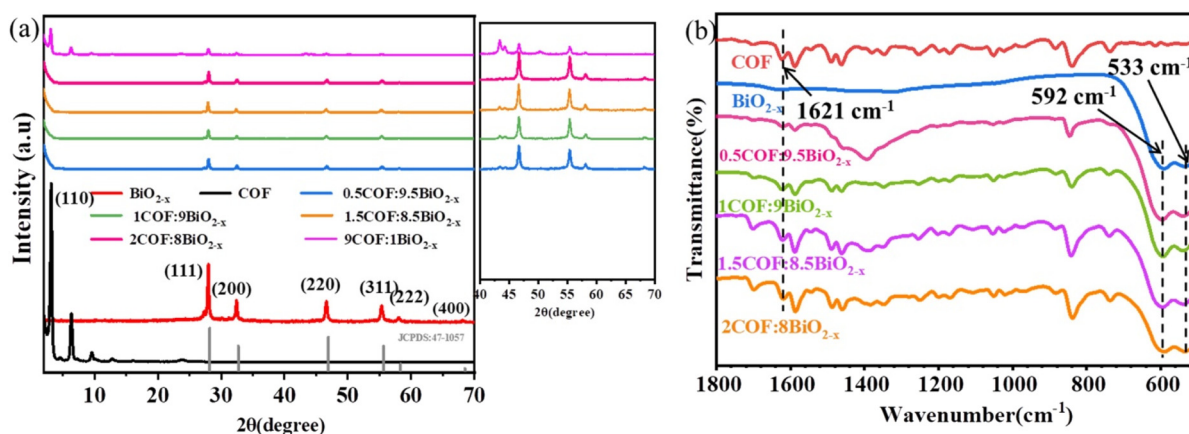 (a)
Intensity (a.u)
(110)
BiO2-x
COF
0.5COF:9.5BiO2-x
1COF:9BiO2-x
1.5COF:8.5BiO2-x
2COF:8BiO2-x
9COF:1BiO2-x
(111)
(200)
(220)
(311)
(222)
(400)
JCPDS:47-1057
10 20 30 40 50 60 70
2θ(degree)
40 45 50 55 60 65 70
2θ(degree)
(b)
Transmittance(%)
COF
BiO2-x
1621 cm-1
592 cm-1
533 cm-1
0.5COF:9.5BiO2-x
1COF:9BiO2-x
1.5COF:8.5BiO2-x
2COF:8BiO2-x
1800 1600 1400 1200 1000 800 600
Wavenumber(cm-1)